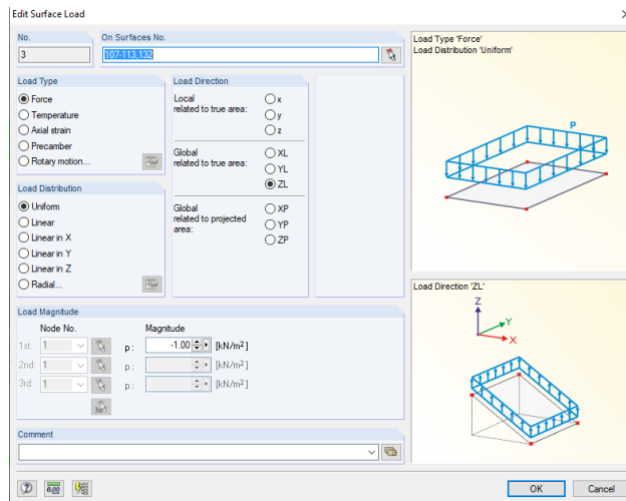 Edit Surface Load
No.
On Surfaces No.
3
107-113,132
Load Type
Force
Temperature
Axial strain
Precamber
Rotary motion...
Load Direction
Local
related to true area:
x
y
z
Global
related to true area:
XL
YL
ZL
Global
related to projected
area:
XP
YP
ZP
Load Distribution
Uniform
Linear
Linear in X
Linear in Y
Linear in Z
Radial...
Load Magnitude
Node No.
Magnitude
1st: 1 p: -1.00 [kN/m²]
2nd: 1 p: [kN/m²]
3rd: 1 p: [kN/m²]
Comment
Load Type 'Force'
Load Distribution 'Uniform'
p
Load Direction 'ZL'
Z
Y
X
0.00
OK
Cancel